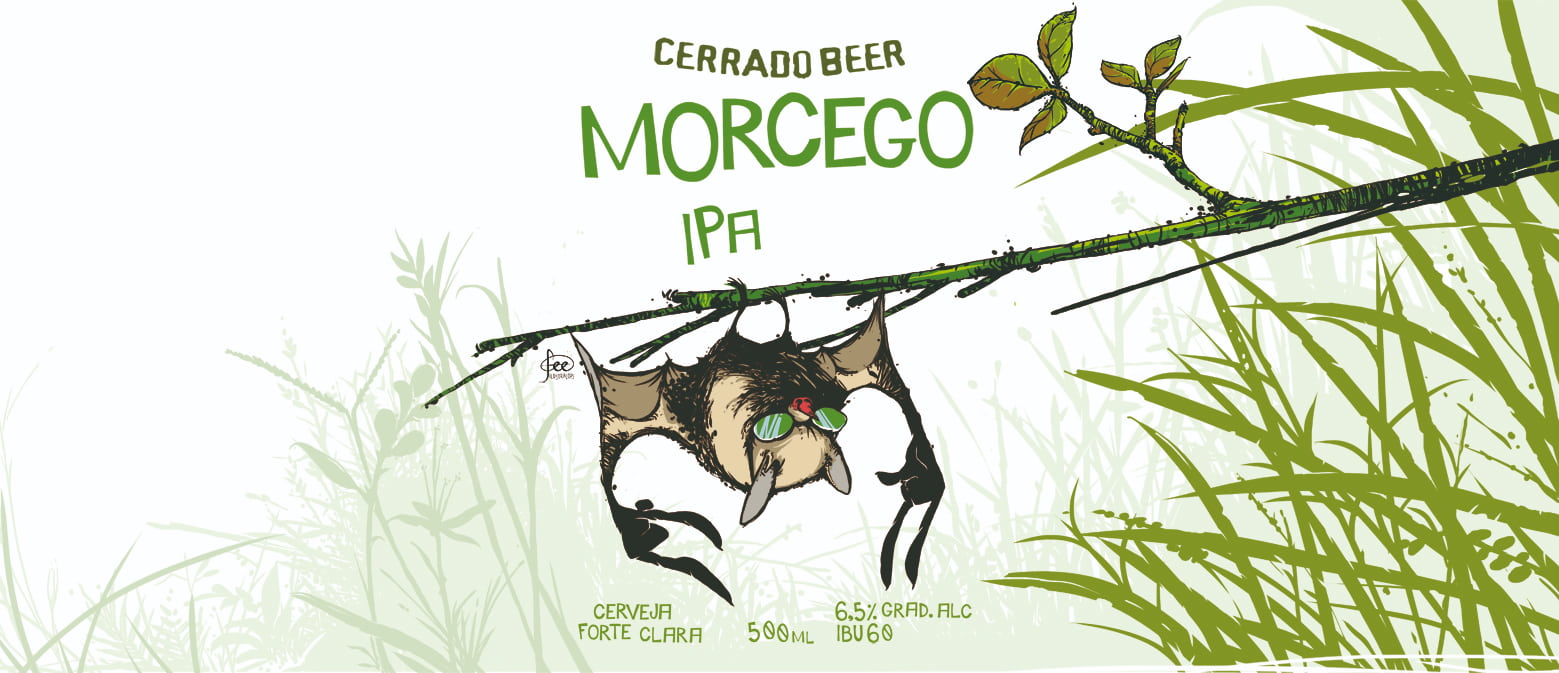 CERRADO BEER
MORCEGO
IPA
CERVEJA
FORTE CLARA
500ML
6,5% GRAD. ALC
IBU 60